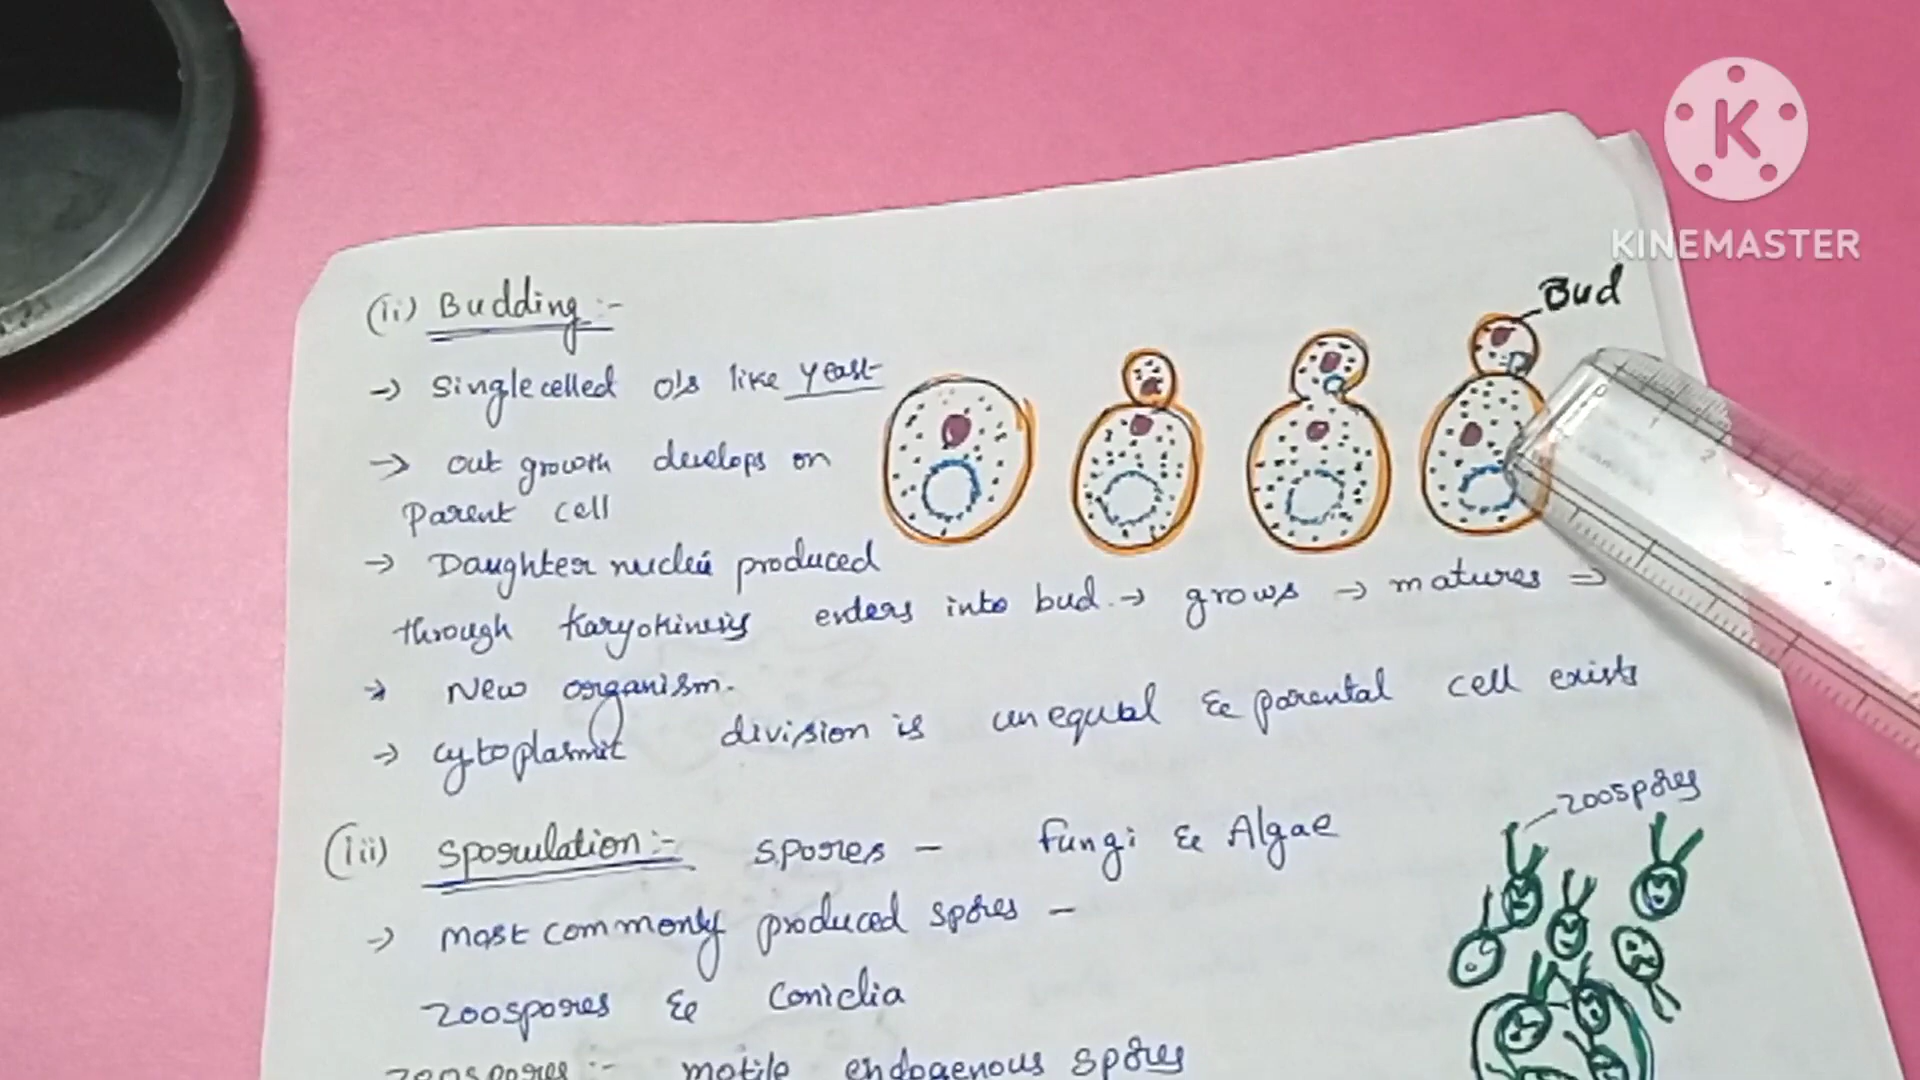 KINEMASTER
Bud
(ii) Budding :-
→ Singlecelled o's like yeast
→ out growth develops on
parent cell
→ Daughter nuclei produced
through karyokinesis enters into bud. → grows → matures ⇒
→ New organism.
→ cytoplasmic division is unequal & parental cell exists
zoospores
(iii) Sporulation :- spores – fungi & Algae
→ most commonly produced spores –
zoospores & Conidia
zoospores :- motile endogenous spores